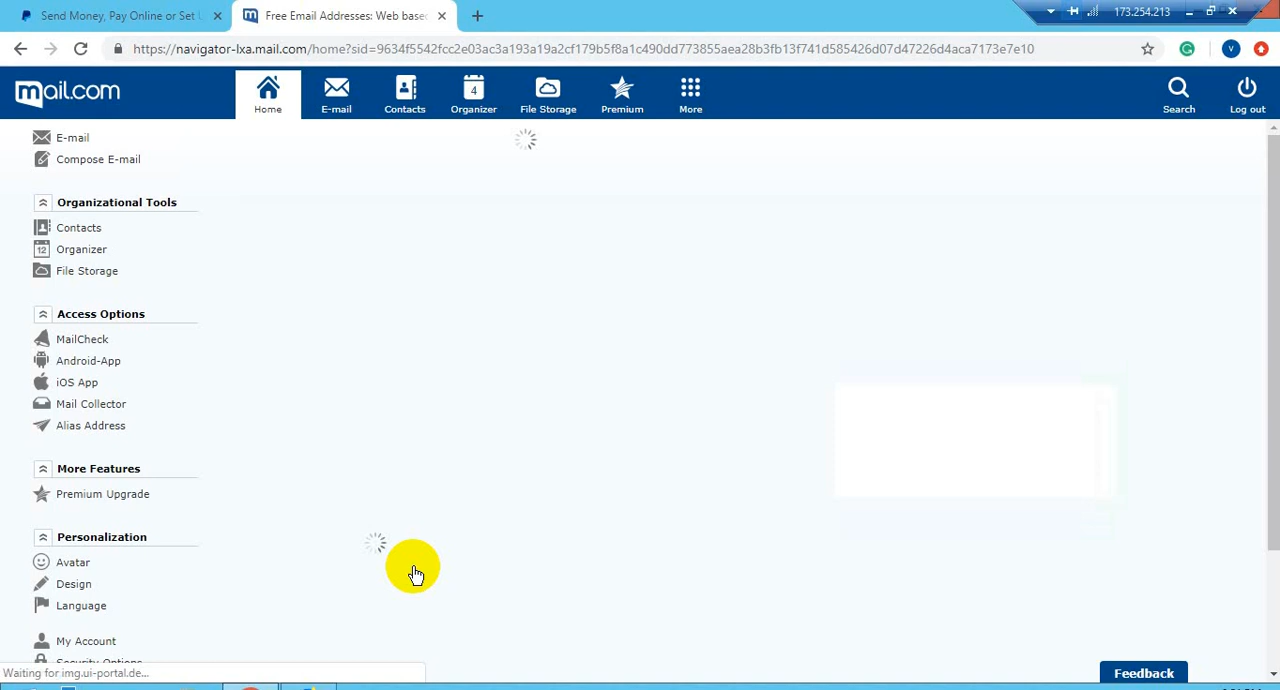 Send Money, Pay Online or Set
Free Email Addresses: Web base
173.254.213
https://navigator-lxa.mail.com/home?sid=9634f5542fcc2e03ac3a193a19a2cf179b5f8a1c490dd773855aea28b3fb13f741d585426d07d47226d4aca7173e7e10
V
mail.com
Home
E-mail
Contacts
4
Organizer
File Storage
Premium
More
Search
Log out
E-mail
Compose E-mail
Organizational Tools
Contacts
12
Organizer
File Storage
Access Options
MailCheck
Android-App
iOS App
Mail Collector
Alias Address
More Features
Premium Upgrade
Personalization
Avatar
Design
Language
My Account
Security Options
Waiting for img.ui-portal.de...
Feedback